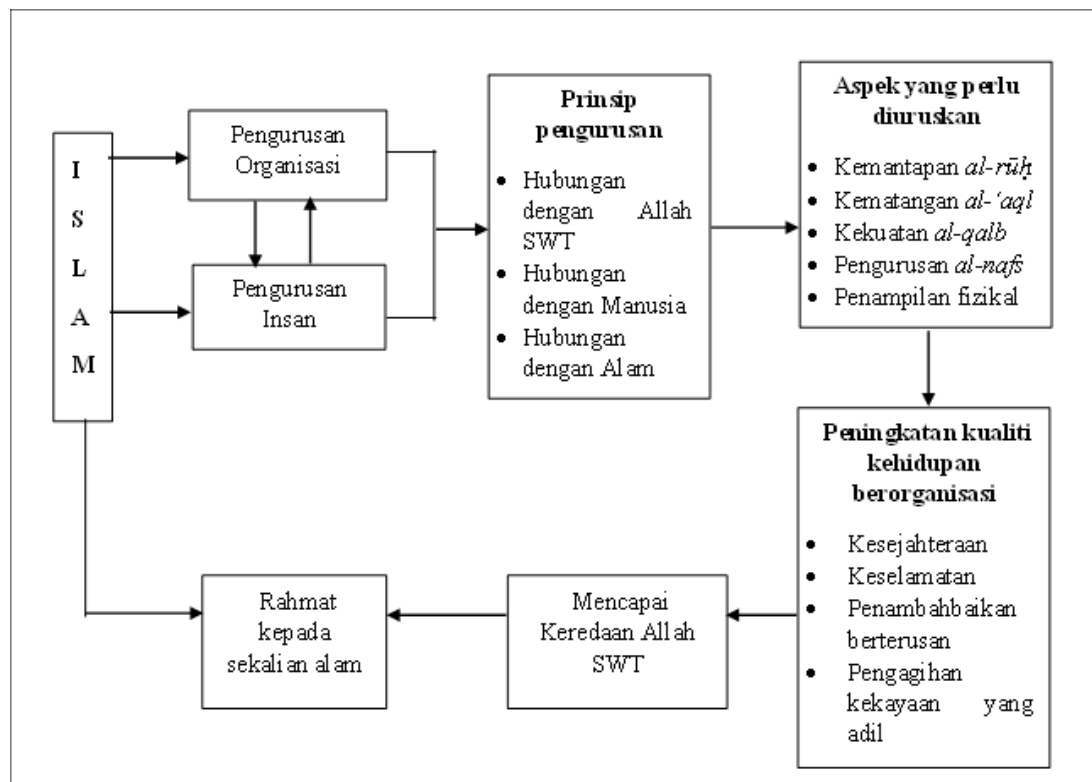 I
S
L
A
M
Pengurusan
Organisasi
Pengurusan
Insan
Prinsip
pengurusan
• Hubungan
dengan Allah
SWT
• Hubungan
dengan Manusia
• Hubungan
dengan Alam
Aspek yang perlu
diuruskan
• Kemantapan al-rūḥ
• Kematangan al-‘aql
• Kekuatan al-qalb
• Pengurusan al-nafs
• Penampilan fizikal
Peningkatan kualiti
kehidupan
berorganisasi
• Kesejahteraan
• Keselamatan
• Penambahbaikan
berterusan
• Pengagihan
kekayaan yang
adil
Mencapai
Keredaan Allah
SWT
Rahmat
kepada
sekalian alam